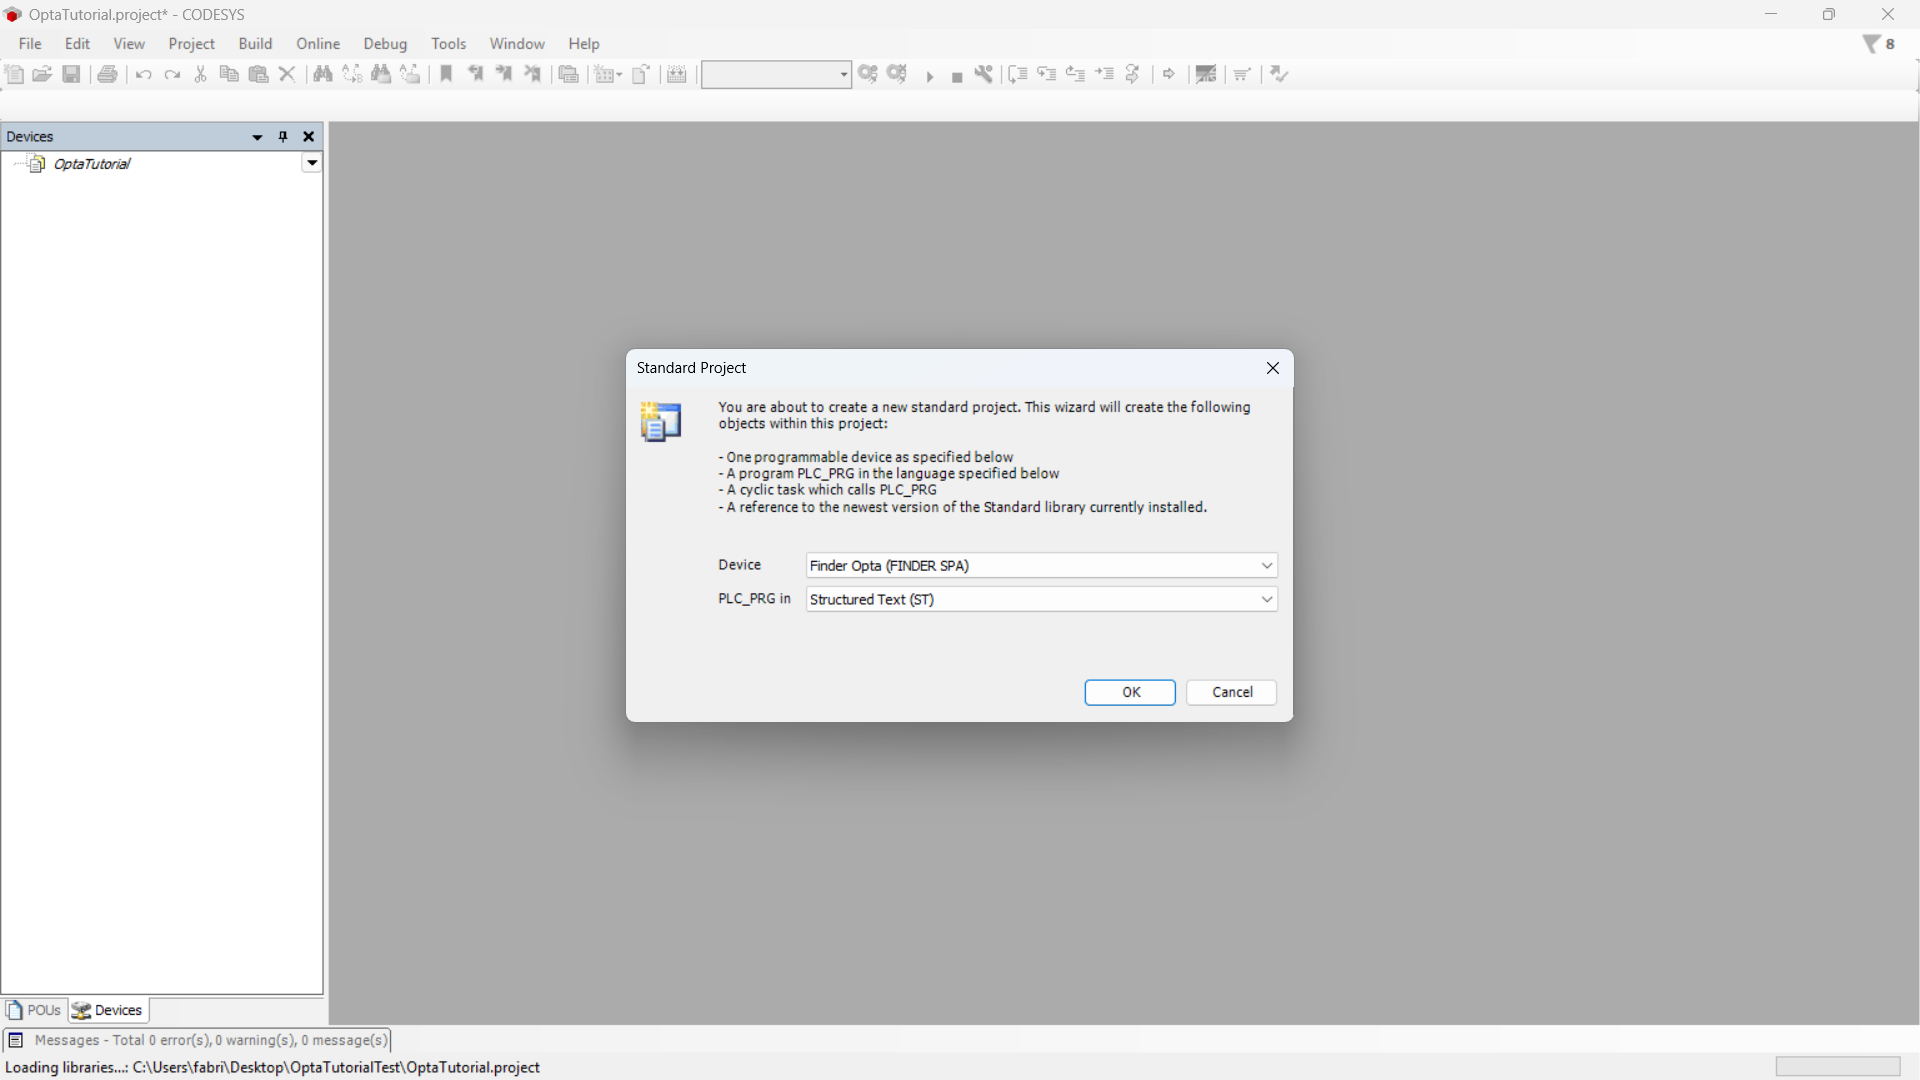 OptaTutorial.project* - CODESYS
File Edit View Project Build Online Debug Tools Window Help
8
Devices
OptaTutorial
Standard Project
You are about to create a new standard project. This wizard will create the following
objects within this project:
- One programmable device as specified below
- A program PLC_PRG in the language specified below
- A cyclic task which calls PLC_PRG
- A reference to the newest version of the Standard library currently installed.
Device Finder Opta (FINDER SPA)
PLC_PRG in Structured Text (ST)
OK Cancel
POUs Devices
Messages - Total 0 error(s), 0 warning(s), 0 message(s)
Loading libraries...: C:\Users\fabri\Desktop\OptaTutorialTest\OptaTutorial.project